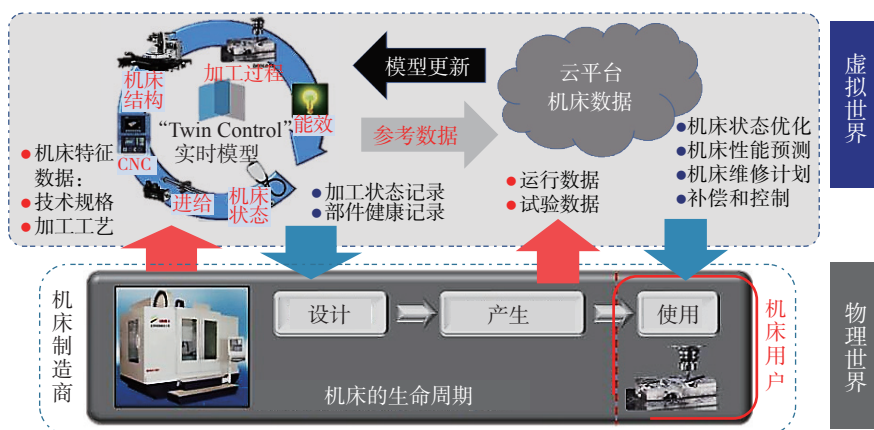 机床
结构
加工过程
能效
“Twin Control”
实时模型
CNC
进给
机床
状态
模型更新
参考数据
云平台
机床数据
虚拟世界
机床特征
数据：
技术规格
加工工艺
加工状态记录
部件健康记录
运行数据
试验数据
机床状态优化
机床性能预测
机床维修计划
补偿和控制
机床制造商
设计
产生
使用
机床用户
机床的生命周期
物理世界